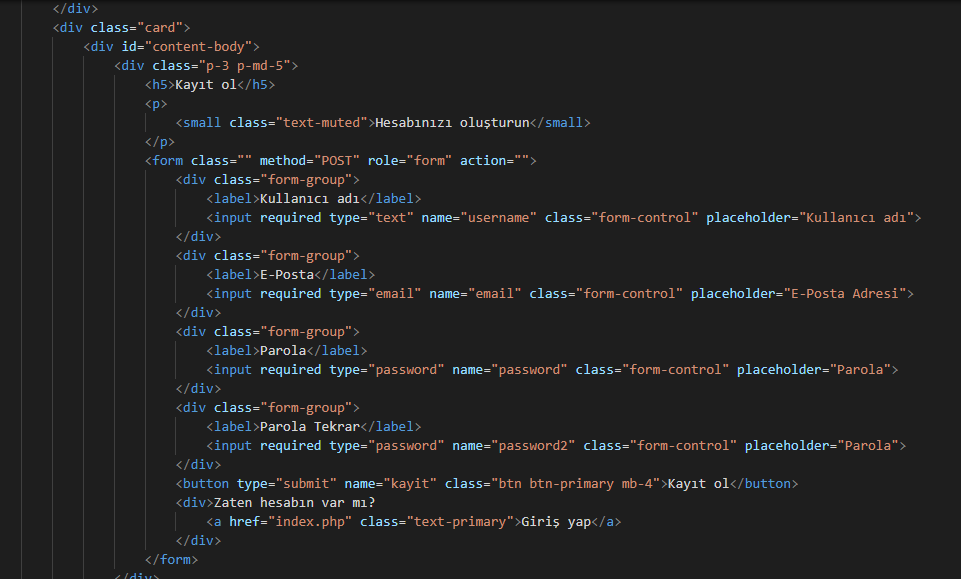 </div>
<div class="card">
<div id="content-body">
<div class="p-3 p-md-5">
<h5>Kayıt ol</h5>
<p>
<small class="text-muted">Hesabınızı oluşturun</small>
</p>
<form class="" method="POST" role="form" action="">
<div class="form-group">
<label>Kullanıcı adı</label>
<input required type="text" name="username" class="form-control" placeholder="Kullanıcı adı">
</div>
<div class="form-group">
<label>E-Posta</label>
<input required type="email" name="email" class="form-control" placeholder="E-Posta Adresi">
</div>
<div class="form-group">
<label>Parola</label>
<input required type="password" name="password" class="form-control" placeholder="Parola">
</div>
<div class="form-group">
<label>Parola Tekrar</label>
<input required type="password" name="password2" class="form-control" placeholder="Parola">
</div>
<button type="submit" name="kayit" class="btn btn-primary mb-4">Kayıt ol</button>
<div>Zaten hesabın var mı?
<a href="index.php" class="text-primary">Giriş yap</a>
</div>
</form>
</div>